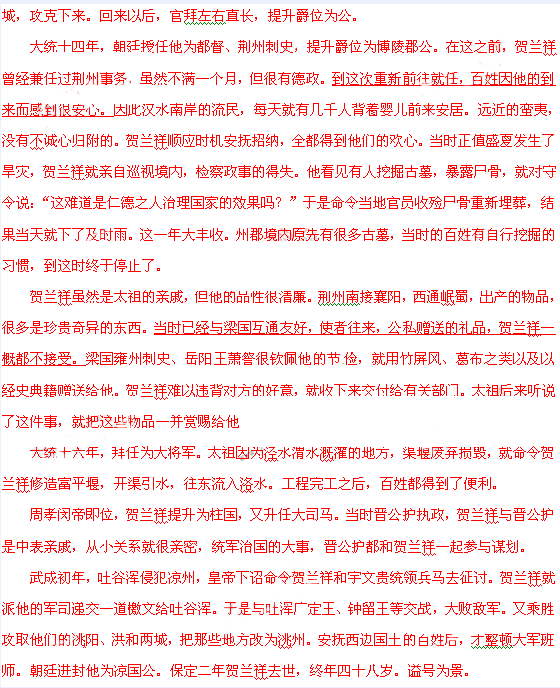 城，攻克下来。回来以后，官拜左右直长，提升爵位为公。
大统十四年，朝廷授任他为都督、荆州刺史，提升爵位为博陵郡公。在这之前，贺兰祥
曾经兼任过荆州事务，虽然不满一个月，但很有德政。到这次重新前往就任，百姓因他的到
来而感到很安心。因此汉水南岸的流民，每天就有几千人背着婴儿前来安居。远近的蛮夷，
没有不诚心归附的。贺兰祥顺应时机安抚招纳，全都得到他们的欢心。当时正值盛夏发生了
旱灾，贺兰祥就亲自巡视境内，检察政事的得失。他看见有人挖掘古墓，暴露尸骨，就对守
令说：“这难道是仁德之人治理国家的效果吗？”于是命令当地官员收殓尸骨重新埋葬，结
果当天就下了及时雨。这一年大丰收。州郡境内原先有很多古墓，当时的百姓有自行挖掘的
习惯，到这时终于停止了。
贺兰祥虽然是太祖的亲戚，但他的品性很清廉。荆州南接襄阳，西通岷蜀，出产的物品，
很多是珍贵奇异的东西。当时已经与梁国互通友好，使者往来，公私赠送的礼品，贺兰祥一
概都不接受。梁国雍州刺史、岳阳王萧詧很钦佩他的节俭，就用竹屏风、葛布之类以及以
经史典籍赠送给他。贺兰祥难以违背对方的好意，就收下来交付给有关部门。太祖后来听说
了这件事，就把这些物品一并赏赐给他
大统十六年，拜任为大将军。太祖因为泾水渭水溉灌的地方，渠堰废弃损毁，就命令贺
兰祥修造富平堰，开渠引水，往东流入洛水。工程完工之后，百姓都得到了便利。
周孝闵帝即位，贺兰祥提升为柱国，又升任大司马。当时晋公护执政，贺兰祥与晋公护
是中表亲戚，从小关系就很亲密，统军治国的大事，晋公护都和贺兰祥一起参与谋划。
武成初年，吐谷浑侵犯凉州，皇帝下诏命令贺兰祥和宇文贵统领兵马去征讨。贺兰祥就
派他的军司递交一道檄文给吐谷浑。于是与吐浑广定王、钟留王等交战，大败敌军。又乘胜
攻取他们的洮阳、洪和两城，把那些地方改为洮州。安抚西边国土的百姓后，才整顿大军班
师。朝廷进封他为凉国公。保定二年贺兰祥去世，终年四十八岁。谥号为景。